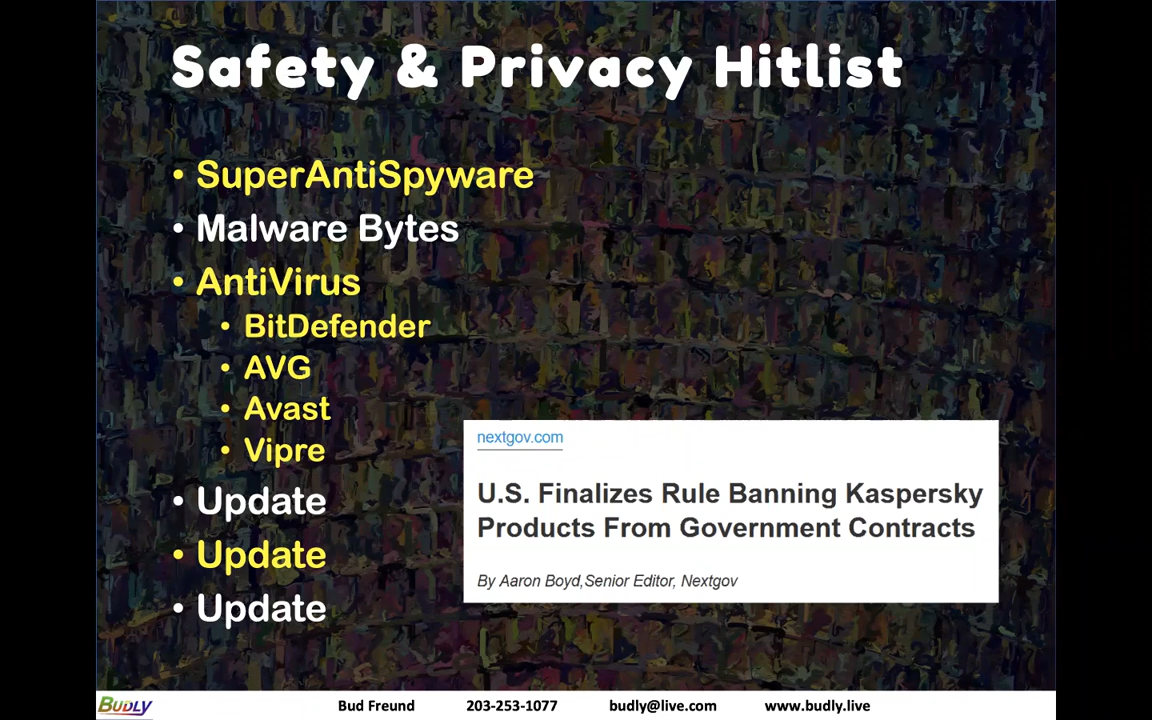 Safety & Privacy Hitlist
• SuperAntiSpyware
• Malware Bytes
• AntiVirus
• BitDefender
• AVG
• Avast
• Vipre
• Update
• Update
• Update
nextgov.com
U.S. Finalizes Rule Banning Kaspersky
Products From Government Contracts
By Aaron Boyd,Senior Editor, Nextgov
BUDLY Bud Freund 203-253-1077 budly@live.com www.budly.live